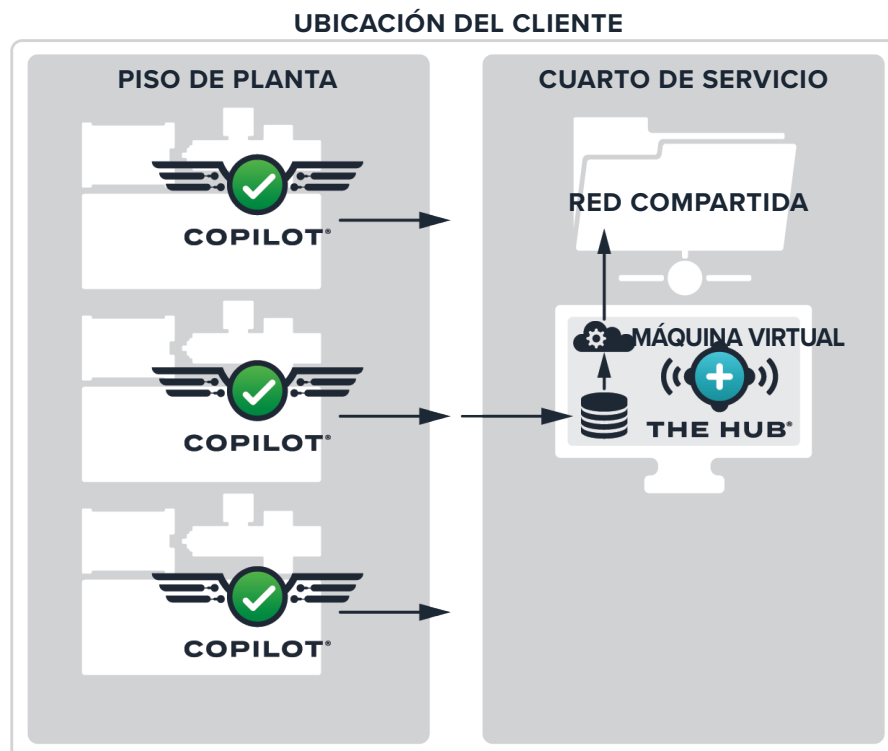 UBICACIÓN DEL CLIENTE
PISO DE PLANTA
COPILOT®
COPILOT®
COPILOT®
CUARTO DE SERVICIO
RED COMPARTIDA
MÁQUINA VIRTUAL
THE HUB®